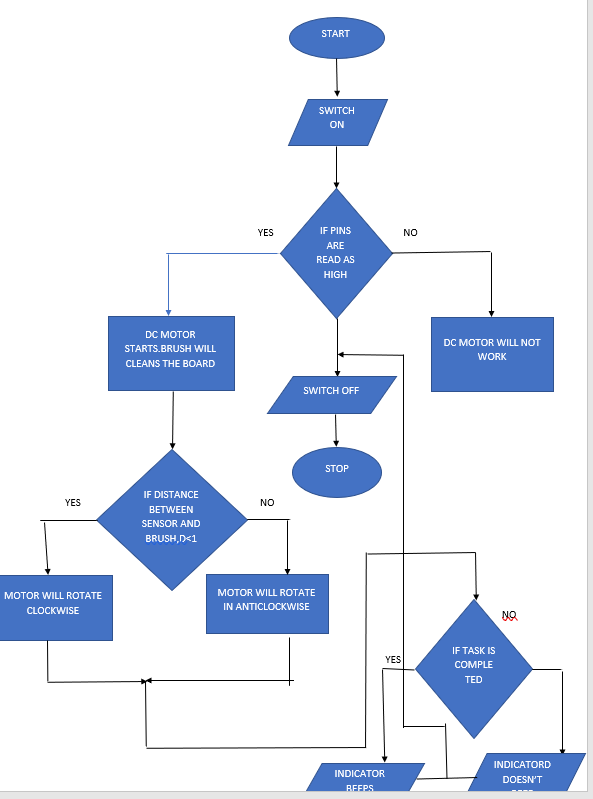 START
SWITCH
ON
YES
NO
IF PINS
ARE
READ AS
HIGH
DC MOTOR
STARTS.BRUSH WILL
CLEANS THE BOARD
DC MOTOR WILL NOT
WORK
SWITCH OFF
STOP
YES
NO
IF DISTANCE
BETWEEN
SENSOR AND
BRUSH,D<1
MOTOR WILL ROTATE
CLOCKWISE
MOTOR WILL ROTATE
IN ANTICLOCKWISE
NO
YES
IF TASK IS
COMPLE
TED
INDICATOR
BEEPS
INDICATORD
DOESN'T